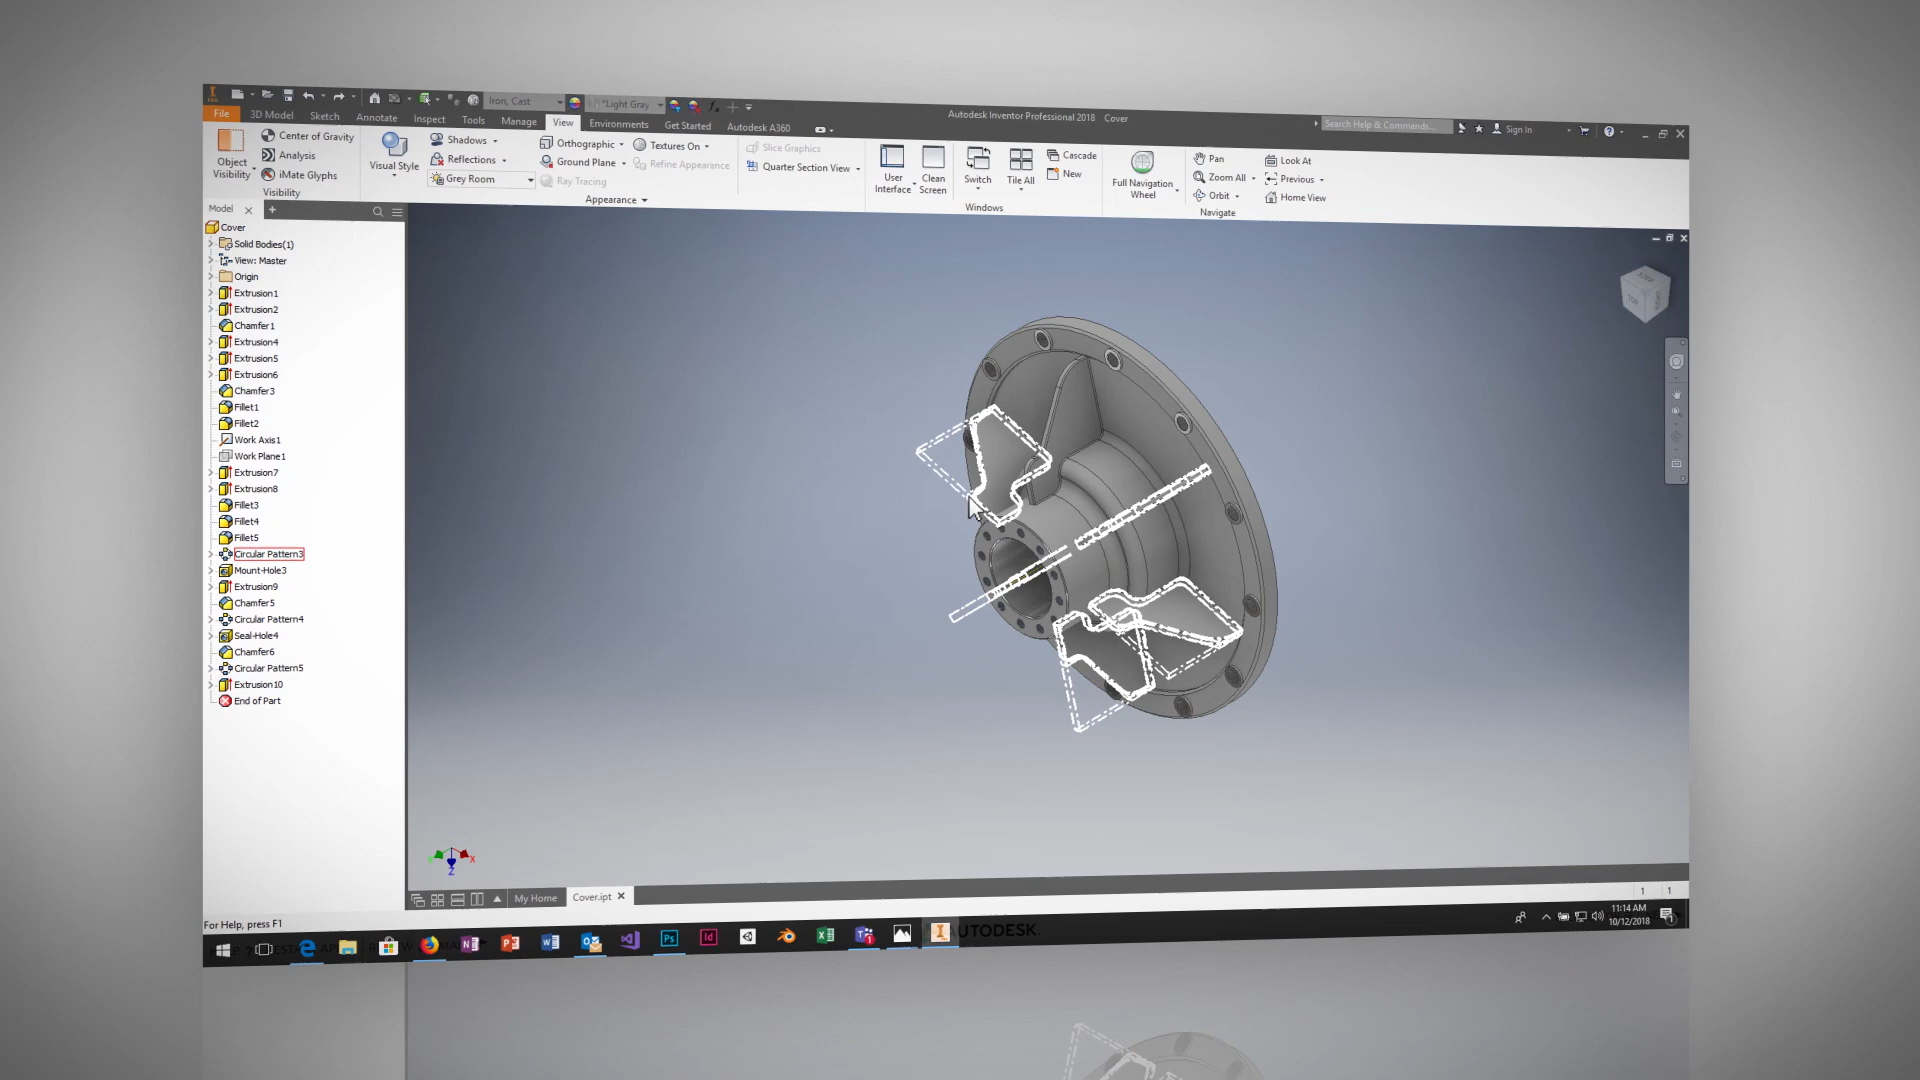 Iron, Cast
*Light Gray
Autodesk Inventor Professional 2018 Cover
Search Help & Commands...
Sign In
File
3D Model
Sketch
Annotate
Inspect
Tools
Manage
View
Environments
Get Started
Autodesk A360
Object Visibility
Center of Gravity
Analysis
iMate Glyphs
Visibility
Visual Style
Shadows
Reflections
Grey Room
Orthographic
Ground Plane
Ray Tracing
Textures On
Refine Appearance
Appearance
Slice Graphics
Quarter Section View
User Interface
Clean Screen
Switch
Tile All
Cascade
New
Windows
Full Navigation Wheel
Pan
Zoom All
Orbit
Look At
Previous
Home View
Navigate
Model
Cover
Solid Bodies(1)
View: Master
Origin
Extrusion1
Extrusion2
Chamfer1
Extrusion4
Extrusion5
Extrusion6
Chamfer3
Fillet1
Fillet2
Work Axis1
Work Plane1
Extrusion7
Extrusion8
Fillet3
Fillet4
Fillet5
Circular Pattern3
Mount-Hole3
Extrusion9
Chamfer5
Circular Pattern4
Seal-Hole4
Chamfer6
Circular Pattern5
Extrusion10
End of Part
TOP
X
Z
My Home
Cover.ipt
1 1
For Help, press F1
AUTODESK.
11:14 AM
10/12/2018